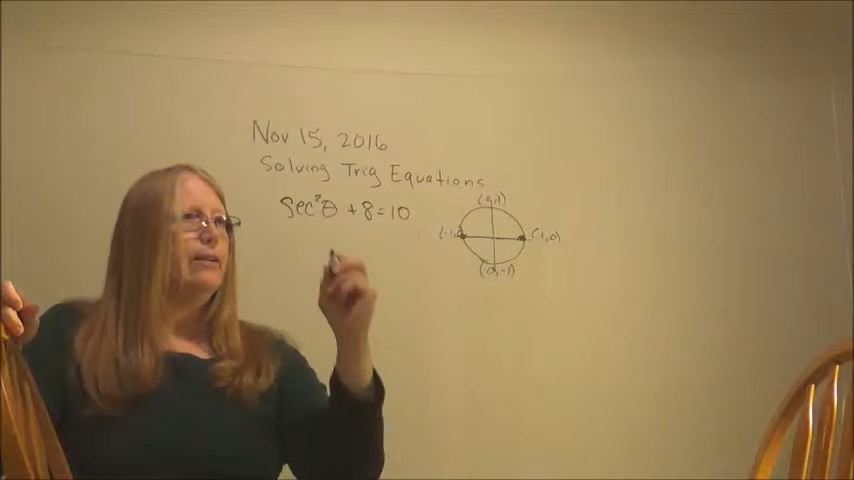 Nov 15, 2016
Solving Trig Equations
sec²θ + 8 = 10
(0,1)
(-1,0) (1,0)
(0,-1)